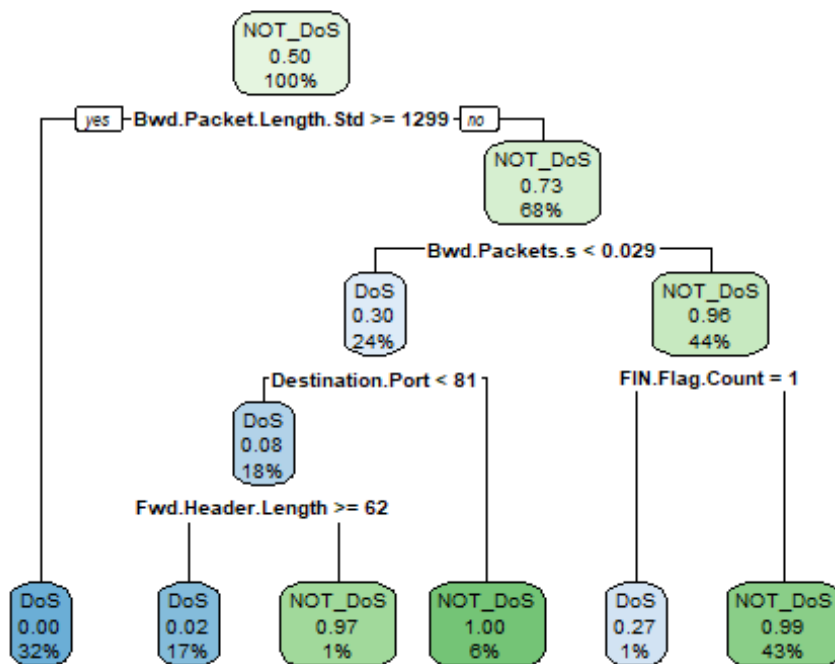 NOT_DoS
0.50
100%
yes Bwd.Packet.Length.Std >= 1299 no
NOT_DoS
0.73
68%
Bwd.Packets.s < 0.029
DoS
0.30
24%
NOT_DoS
0.96
44%
Destination.Port < 81
FIN.Flag.Count = 1
DoS
0.08
18%
Fwd.Header.Length >= 62
DoS
0.00
32%
DoS
0.02
17%
NOT_DoS
0.97
1%
NOT_DoS
1.00
6%
DoS
0.27
1%
NOT_DoS
0.99
43%